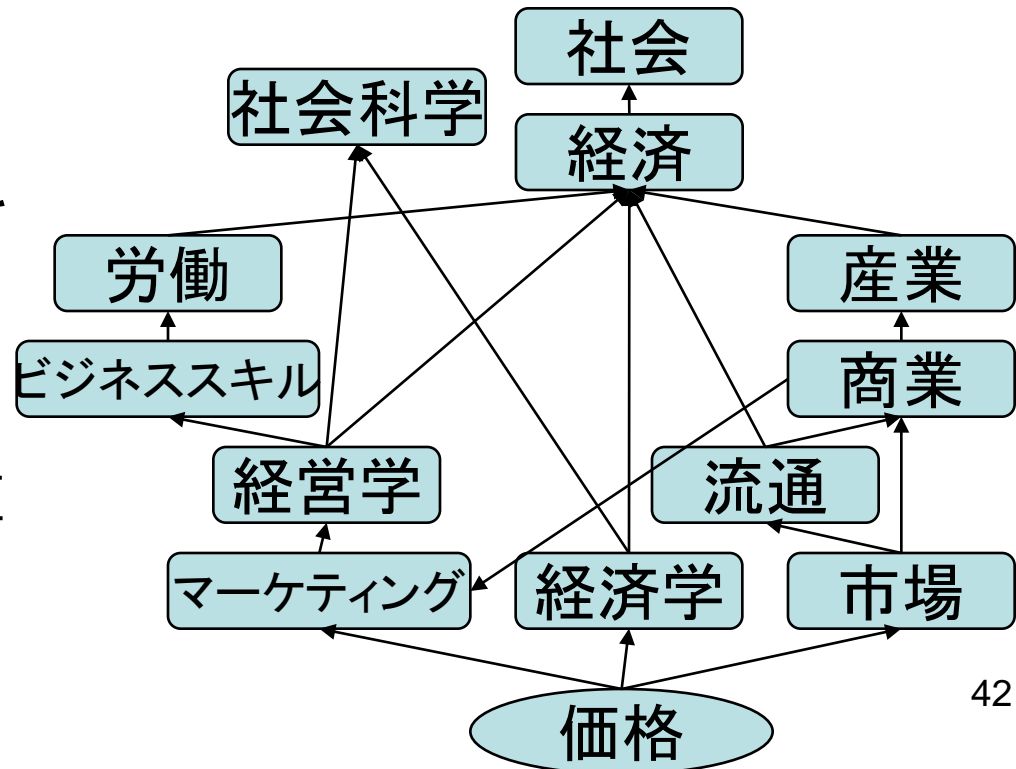 社会
社会科学
経済
労働
産業
ビジネススキル
商業
経営学
流通
マーケティング
経済学
市場
価格
42